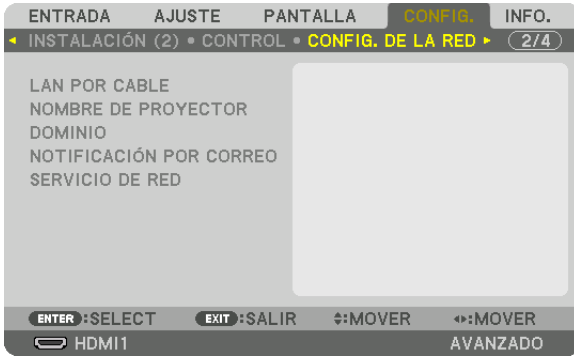 ENTRADA AJUSTE PANTALLA CONFIG. INFO.
INSTALACIÓN (2) • CONTROL • CONFIG. DE LA RED 2/4
LAN POR CABLE
NOMBRE DE PROYECTOR
DOMINIO
NOTIFICACIÓN POR CORREO
SERVICIO DE RED
ENTER :SELECT EXIT :SALIR :MOVER :MOVER
HDMI1 AVANZADO